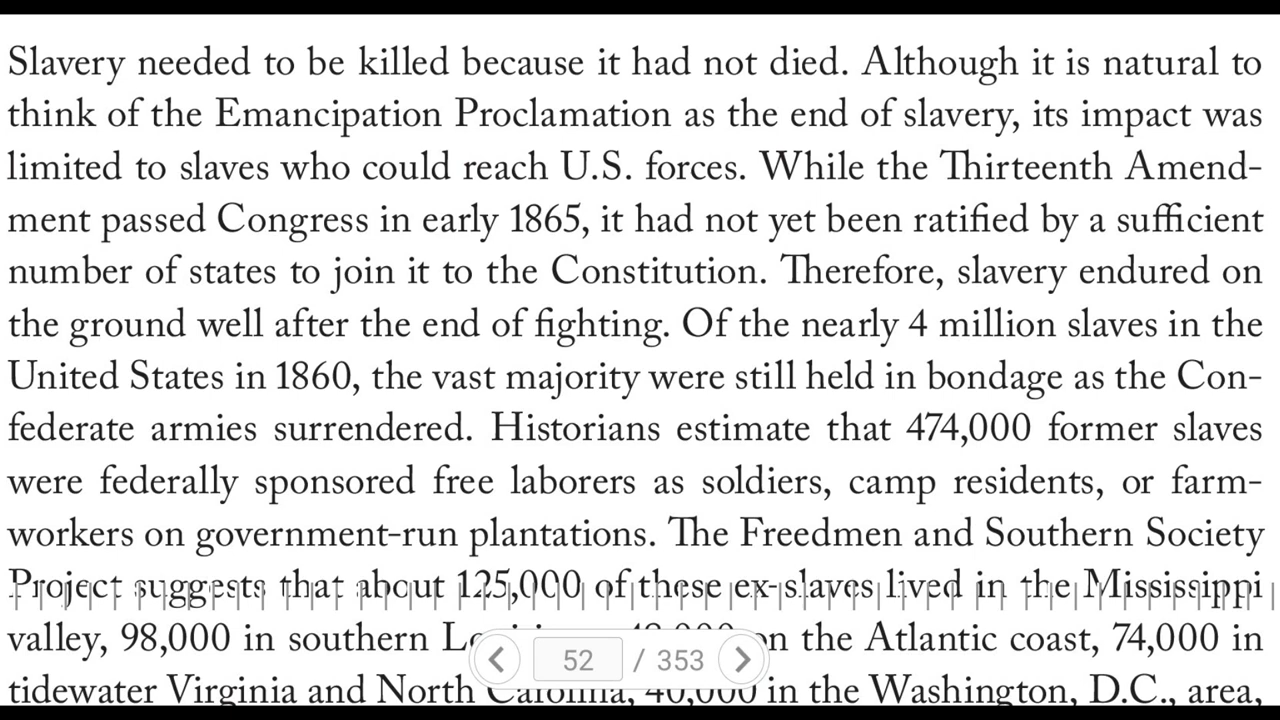 Slavery needed to be killed because it had not died. Although it is natural to
think of the Emancipation Proclamation as the end of slavery, its impact was
limited to slaves who could reach U.S. forces. While the Thirteenth Amend-
ment passed Congress in early 1865, it had not yet been ratified by a sufficient
number of states to join it to the Constitution. Therefore, slavery endured on
the ground well after the end of fighting. Of the nearly 4 million slaves in the
United States in 1860, the vast majority were still held in bondage as the Con-
federate armies surrendered. Historians estimate that 474,000 former slaves
were federally sponsored free laborers as soldiers, camp residents, or farm-
workers on government-run plantations. The Freedmen and Southern Society
Project suggests that about 125,000 of these ex-slaves lived in the Mississippi
valley, 98,000 in southern on the Atlantic coast, 74,000 in
tidewater Virginia and North Carolina, 40,000 in the Washington, D.C., area,
52 / 353